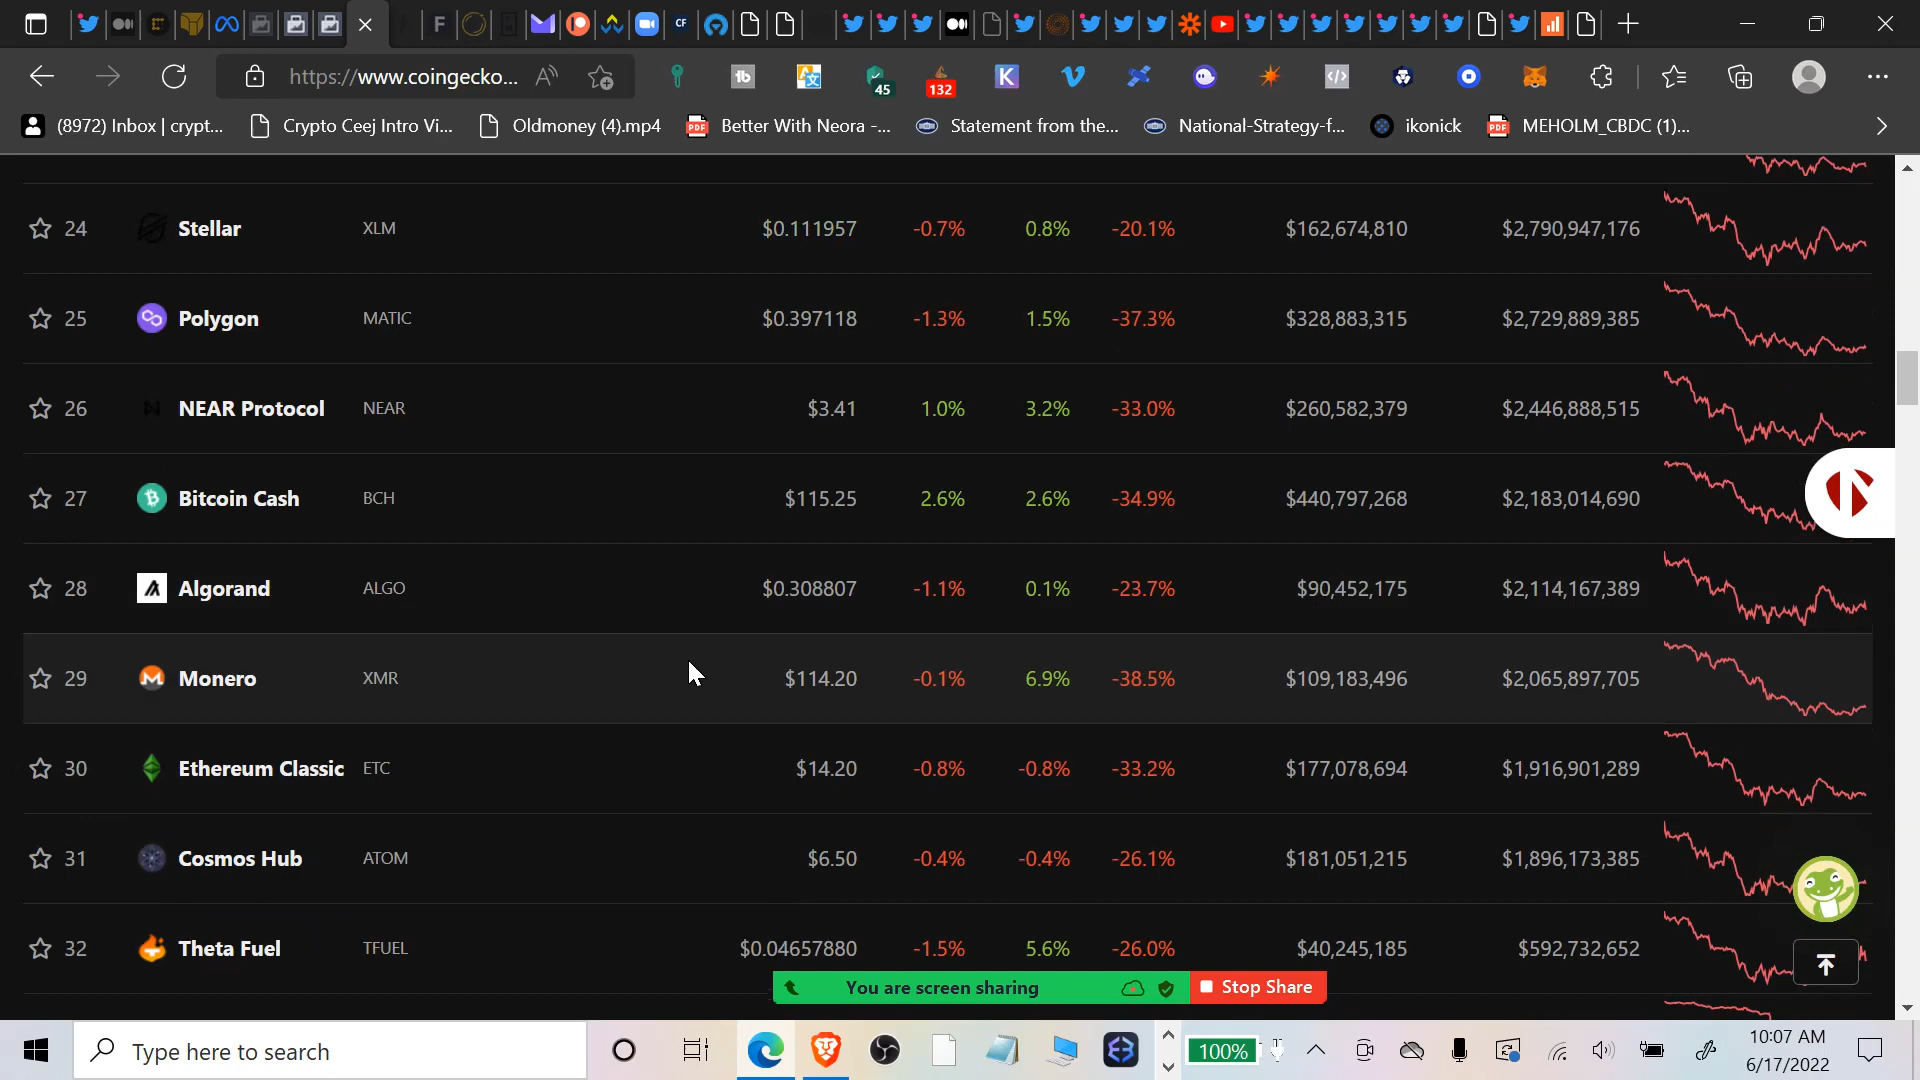 https://www.coingecko...
45
132
(8972) Inbox | crypt...
Crypto Ceej Intro Vi...
Oldmoney (4).mp4
Better With Neora -...
Statement from the...
National-Strategy-f...
ikonick
MEHOLM_CBDC (1)...
24 Stellar XLM $0.111957 -0.7% 0.8% -20.1% $162,674,810 $2,790,947,176
25 Polygon MATIC $0.397118 -1.3% 1.5% -37.3% $328,883,315 $2,729,889,385
26 NEAR Protocol NEAR $3.41 1.0% 3.2% -33.0% $260,582,379 $2,446,888,515
27 Bitcoin Cash BCH $115.25 2.6% 2.6% -34.9% $440,797,268 $2,183,014,690
28 Algorand ALGO $0.308807 -1.1% 0.1% -23.7% $90,452,175 $2,114,167,389
29 Monero XMR $114.20 -0.1% 6.9% -38.5% $109,183,496 $2,065,897,705
30 Ethereum Classic ETC $14.20 -0.8% -0.8% -33.2% $177,078,694 $1,916,901,289
31 Cosmos Hub ATOM $6.50 -0.4% -0.4% -26.1% $181,051,215 $1,896,173,385
32 Theta Fuel TFUEL $0.04657880 -1.5% 5.6% -26.0% $40,245,185 $592,732,652
You are screen sharing
Stop Share
Type here to search
100%
10:07 AM
6/17/2022